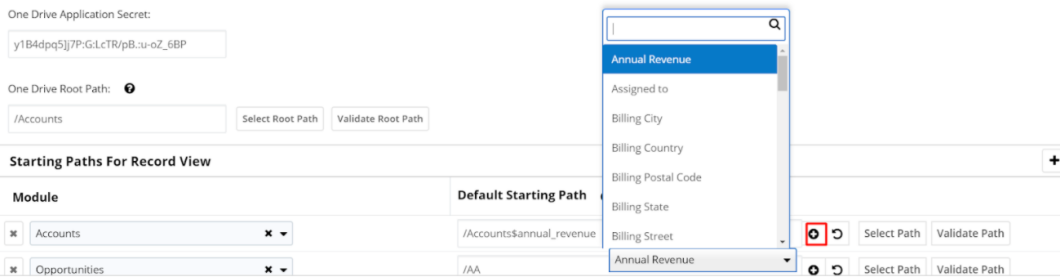 One Drive Application Secret:
y1B4dpq5]j7P:G:LcTR/pB.:u-oZ_6BP
One Drive Root Path:
/Accounts
Select Root Path
Validate Root Path
Annual Revenue
Assigned to
Billing City
Billing Country
Billing Postal Code
Billing State
Billing Street
Annual Revenue
Starting Paths For Record View
Module
Default Starting Path
Accounts
/Accounts$annual_revenue
Select Path
Validate Path
Opportunities
/AA
Select Path
Validate Path